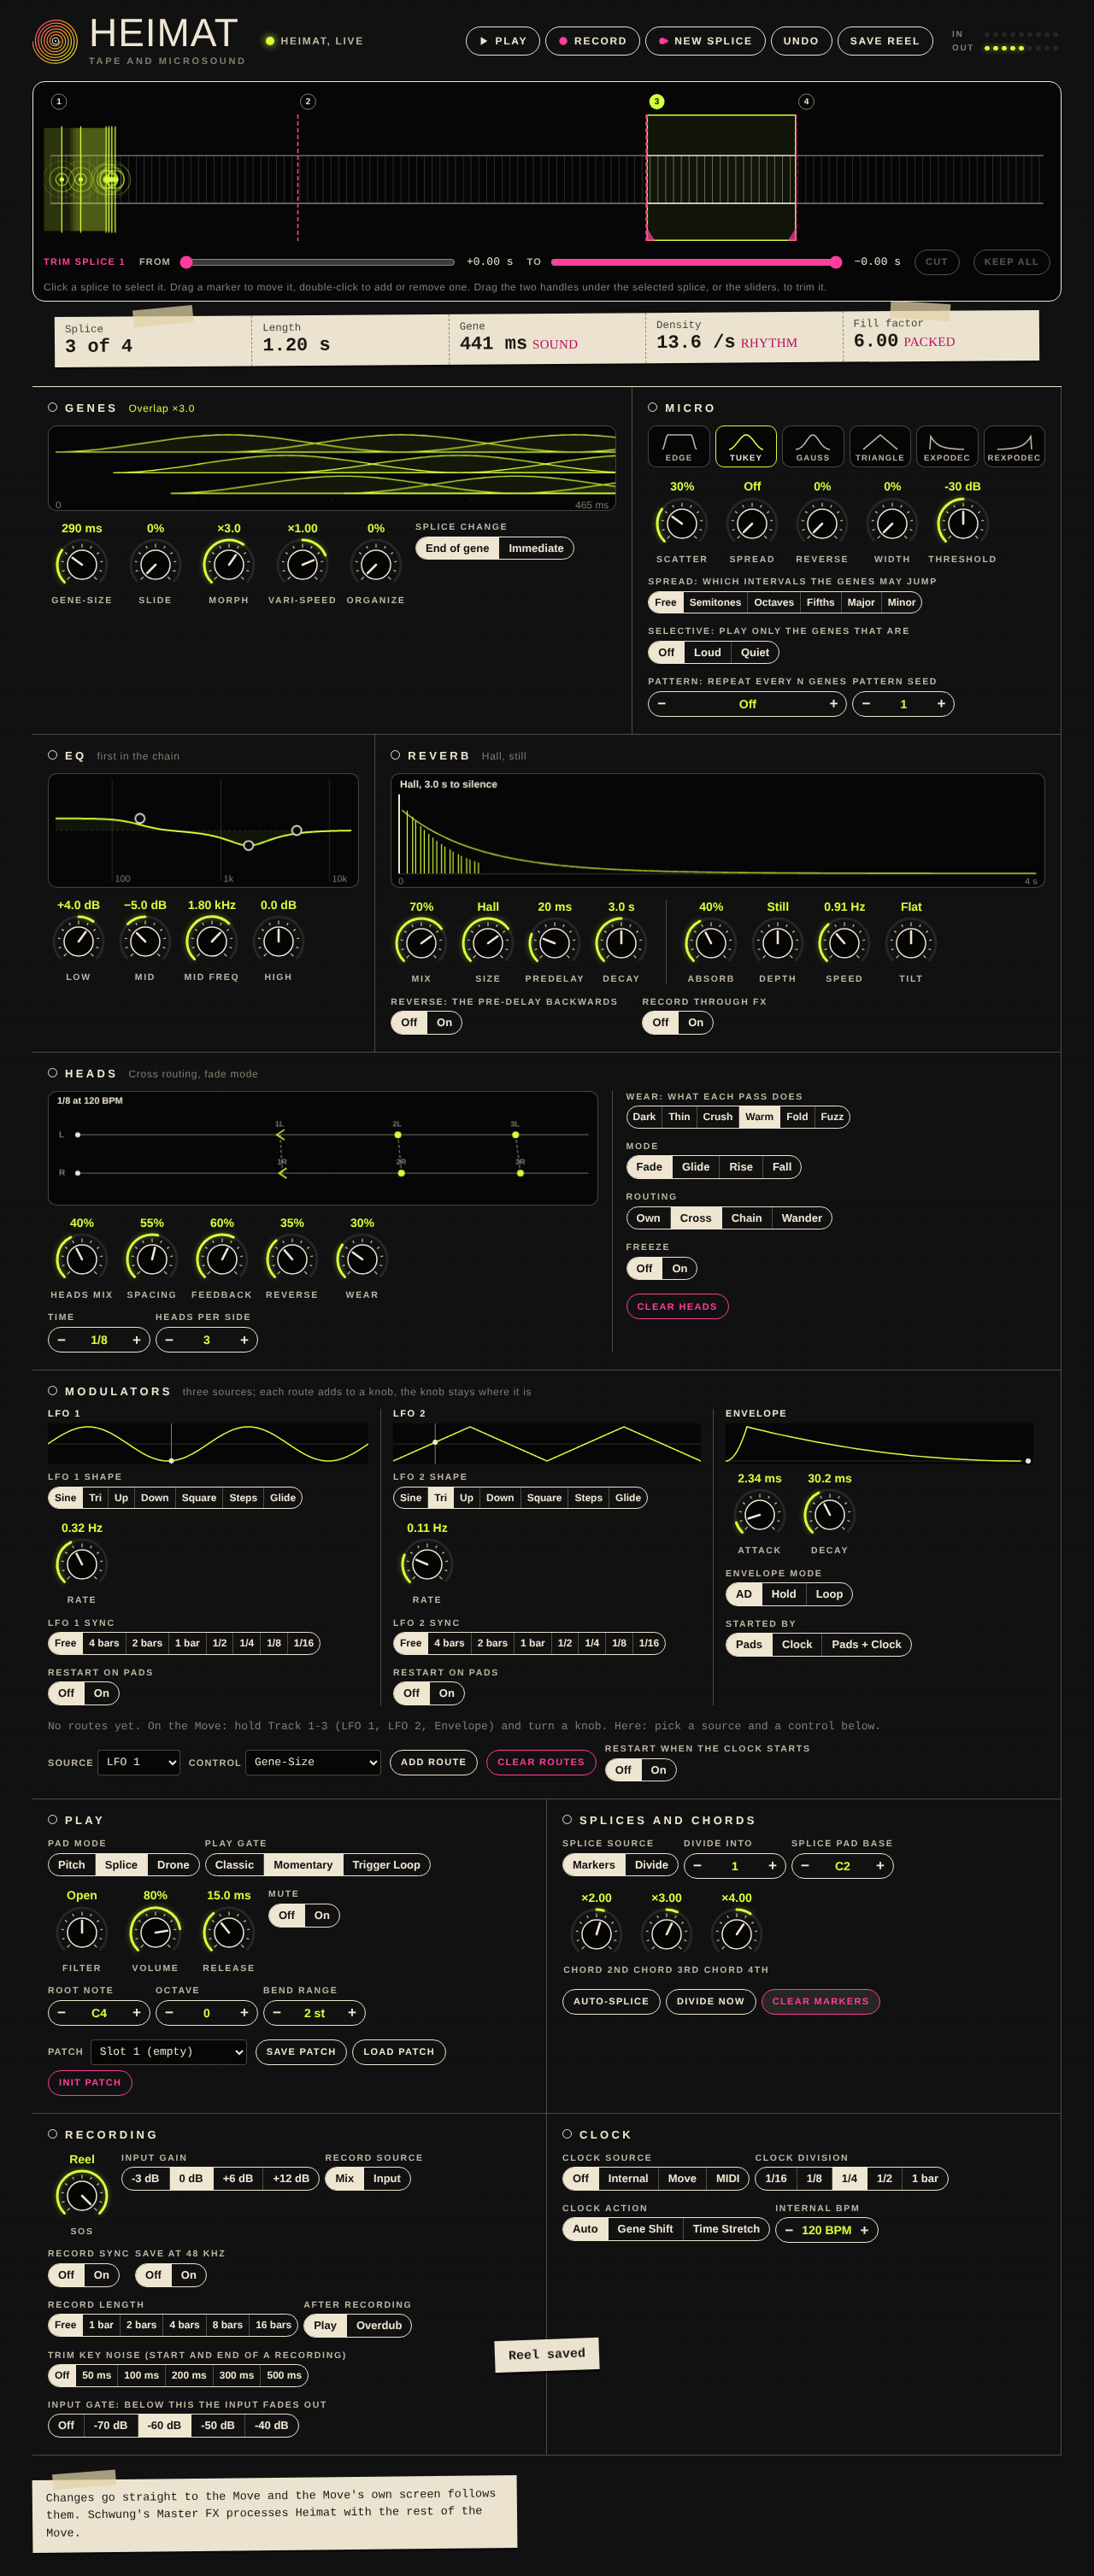 HEIMAT
TAPE AND MICROSOUND
HEIMAT, LIVE
PLAY
RECORD
NEW SPLICE
UNDO
SAVE REEL
IN
OUT
1
2
3
4
TRIM SPLICE 1 FROM +0.00 s TO −0.00 s CUT KEEP ALL
Click a splice to select it. Drag a marker to move it, double-click to add or remove one. Drag the two handles under the selected splice, or the sliders, to trim it.
Splice
3 of 4
Length
1.20 s
Gene
441 ms SOUND
Density
13.6 /s RHYTHM
Fill factor
6.00 PACKED
GENES Overlap ×3.0
0 465 ms
290 ms 0% ×3.0 ×1.00 0%
GENE-SIZE SLIDE MORPH VARI-SPEED ORGANIZE
SPLICE CHANGE
End of gene Immediate
MICRO
EDGE TUKEY GAUSS TRIANGLE EXPODEC REXPODEC
30% Off 0% 0% -30 dB
SCATTER SPREAD REVERSE WIDTH THRESHOLD
SPREAD: WHICH INTERVALS THE GENES MAY JUMP
Free Semitones Octaves Fifths Major Minor
SELECTIVE: PLAY ONLY THE GENES THAT ARE
Off Loud Quiet
PATTERN: REPEAT EVERY N GENES PATTERN SEED
− Off + − 1 +
EQ first in the chain
100 1k 10k
+4.0 dB −5.0 dB 1.80 kHz 0.0 dB
LOW MID MID FREQ HIGH
REVERB Hall, still
Hall, 3.0 s to silence
0 4 s
70% Hall 20 ms 3.0 s 40% Still 0.91 Hz Flat
MIX SIZE PREDELAY DECAY ABSORB DEPTH SPEED TILT
REVERSE: THE PRE-DELAY BACKWARDS RECORD THROUGH FX
Off On Off On
HEADS Cross routing, fade mode
1/8 at 120 BPM
1L 2L 3L
L
1R 2R 3R
R
40% 55% 60% 35% 30%
HEADS MIX SPACING FEEDBACK REVERSE WEAR
TIME HEADS PER SIDE
− 1/8 + − 3 +
WEAR: WHAT EACH PASS DOES
Dark Thin Crush Warm Fold Fuzz
MODE
Fade Glide Rise Fall
ROUTING
Own Cross Chain Wander
FREEZE
Off On
CLEAR HEADS
MODULATORS three sources; each route adds to a knob, the knob stays where it is
LFO 1
LFO 1 SHAPE
Sine Tri Up Down Square Steps Glide
0.32 Hz
RATE
LFO 1 SYNC
Free 4 bars 2 bars 1 bar 1/2 1/4 1/8 1/16
RESTART ON PADS
Off On
LFO 2
LFO 2 SHAPE
Sine Tri Up Down Square Steps Glide
0.11 Hz
RATE
LFO 2 SYNC
Free 4 bars 2 bars 1 bar 1/2 1/4 1/8 1/16
RESTART ON PADS
Off On
ENVELOPE
2.34 ms 30.2 ms
ATTACK DECAY
ENVELOPE MODE
AD Hold Loop
STARTED BY
Pads Clock Pads + Clock
No routes yet. On the Move: hold Track 1-3 (LFO 1, LFO 2, Envelope) and turn a knob. Here: pick a source and a control below.
SOURCE LFO 1 CONTROL Gene-Size ADD ROUTE CLEAR ROUTES
RESTART WHEN THE CLOCK STARTS
Off On
PLAY
PAD MODE PLAY GATE
Pitch Splice Drone Classic Momentary Trigger Loop
Open 80% 15.0 ms
FILTER VOLUME RELEASE
MUTE
Off On
ROOT NOTE OCTAVE BEND RANGE
− C4 + − 0 + − 2 st +
PATCH Slot 1 (empty) SAVE PATCH LOAD PATCH
INIT PATCH
SPLICES AND CHORDS
SPLICE SOURCE DIVIDE INTO SPLICE PAD BASE
Markers Divide − 1 + − C2 +
×2.00 ×3.00 ×4.00
CHORD 2ND CHORD 3RD CHORD 4TH
AUTO-SPLICE DIVIDE NOW CLEAR MARKERS
RECORDING
Reel
SOS
INPUT GAIN RECORD SOURCE
-3 dB 0 dB +6 dB +12 dB Mix Input
RECORD SYNC SAVE AT 48 KHZ
Off On Off On
RECORD LENGTH AFTER RECORDING
Free 1 bar 2 bars 4 bars 8 bars 16 bars Play Overdub
TRIM KEY NOISE (START AND END OF A RECORDING)
Off 50 ms 100 ms 200 ms 300 ms 500 ms
INPUT GATE: BELOW THIS THE INPUT FADES OUT
Off -70 dB -60 dB -50 dB -40 dB
CLOCK
CLOCK SOURCE CLOCK DIVISION
Off Internal Move MIDI 1/16 1/8 1/4 1/2 1 bar
CLOCK ACTION INTERNAL BPM
Auto Gene Shift Time Stretch − 120 BPM +
Reel saved
Changes go straight to the Move and the Move's own screen follows
them. Schwung's Master FX processes Heimat with the rest of the
Move.